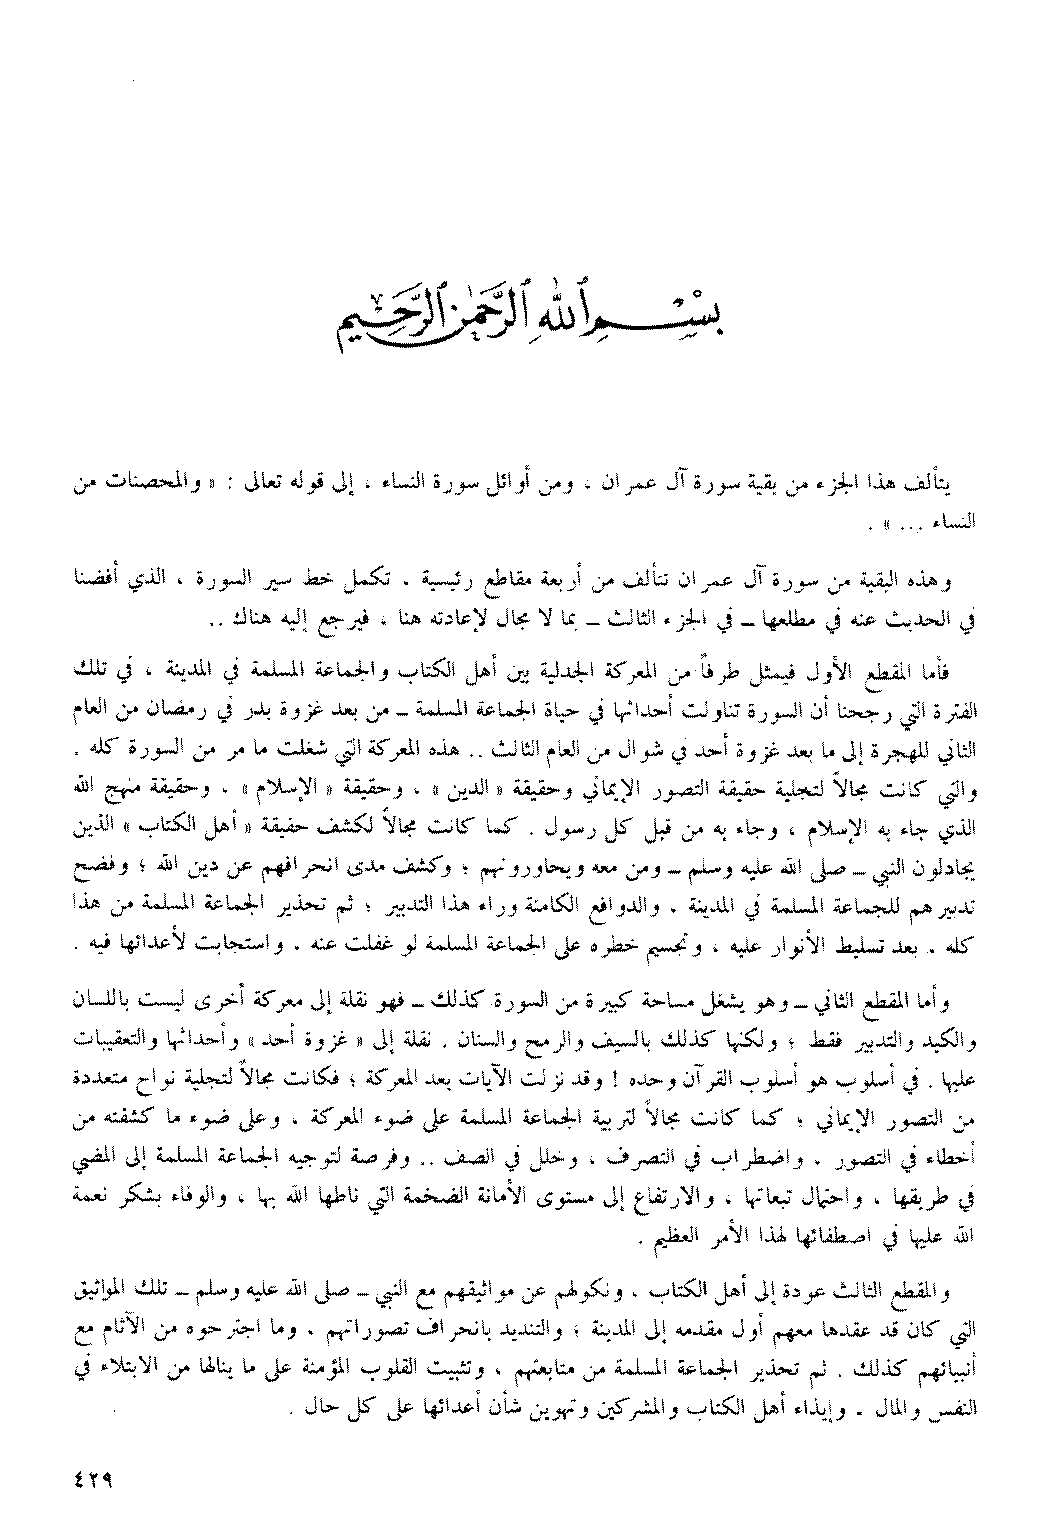 بِسْمِ ٱللَّهِ ٱلرَّحْمَٰنِ ٱلرَّحِيمِ
يتألف هذا الجزء من بقية سورة آل عمران ، ومن أوائل سورة النساء ، إلى قوله تعالى : « والمحصنات من
النساء ... » .
وهذه البقية من سورة آل عمران تتألف من أربعة مقاطع رئيسية ، تكمل خط سير السورة ، الذي أفضنا
في الحديث عنه في مطلعها – في الجزء الثالث – بما لا مجال لإعادته هنا ، فيرجع إليه هناك ..
فأما المقطع الأول فيمثل طرفاً من المعركة الجدلية بين أهل الكتاب والجماعة المسلمة في المدينة ، في تلك
الفترة التي رجحنا أن السورة تناولت أحداثها في حياة الجماعة المسلمة – من بعد غزوة بدر في رمضان من العام
الثاني للهجرة إلى ما بعد غزوة أحد في شوال من العام الثالث .. هذه المعركة التي شغلت ما مر من السورة كله .
والتي كانت مجالاً لتجلية حقيقة التصور الإيماني وحقيقة « الدين » ، وحقيقة « الإسلام » ، وحقيقة منهج الله
الذي جاء به الإسلام ، وجاء به من قبل كل رسول . كما كانت مجالاً لكشف حقيقة « أهل الكتاب » الذين
يجادلون النبي – صلى الله عليه وسلم – ومن معه ويحاورونهم ؛ وكشف مدى انحرافهم عن دين الله ؛ وفضح
تدبيرهم للجماعة المسلمة في المدينة ، والدوافع الكامنة وراء هذا التدبير ؛ ثم تحذير الجماعة المسلمة من هذا
كله ، بعد تسليط الأنوار عليه ، وتجسيم خطره على الجماعة المسلمة لو غفلت عنه ، واستجابت لأعدائها فيه .
وأما المقطع الثاني – وهو يشغل مساحة كبيرة من السورة كذلك – فهو نقلة إلى معركة أخرى ليست باللسان
والكيد والتدبير فقط ؛ ولكنها كذلك بالسيف والرمح والسنان . نقلة إلى « غزوة أحد » وأحداثها والتعقيبات
عليها . في أسلوب هو أسلوب القرآن وحده ! وقد نزلت الآيات بعد المعركة ؛ فكانت مجالاً لتجلية نواح متعددة
من التصور الإيماني ؛ كما كانت مجالاً لتربية الجماعة المسلمة على ضوء المعركة ، وعلى ضوء ما كشفته من
أخطاء في التصور ، واضطراب في التصرف ، وخلل في الصف .. وفرصة لتوجيه الجماعة المسلمة إلى المضي
في طريقها ، واحتمال تبعاتها ، والارتفاع إلى مستوى الأمانة الضخمة التي ناطها الله بها ، والوفاء بشكر نعمة
الله عليها في اصطفائها لهذا الأمر العظيم .
والمقطع الثالث عودة إلى أهل الكتاب ، ونكولهم عن مواثيقهم مع النبي – صلى الله عليه وسلم – تلك المواثيق
التي كان قد عقدها معهم أول مقدمه إلى المدينة ؛ والتنديد بانحراف تصوراتهم ، وما اجترحوه من الآثام مع
أنبيائهم كذلك . ثم تحذير الجماعة المسلمة من متابعتهم ، وتثبيت القلوب المؤمنة على ما ينالها من الابتلاء في
النفس والمال ، وإيذاء أهل الكتاب والمشركين وتهوين شأن أعدائها على كل حال .
٤٢٩